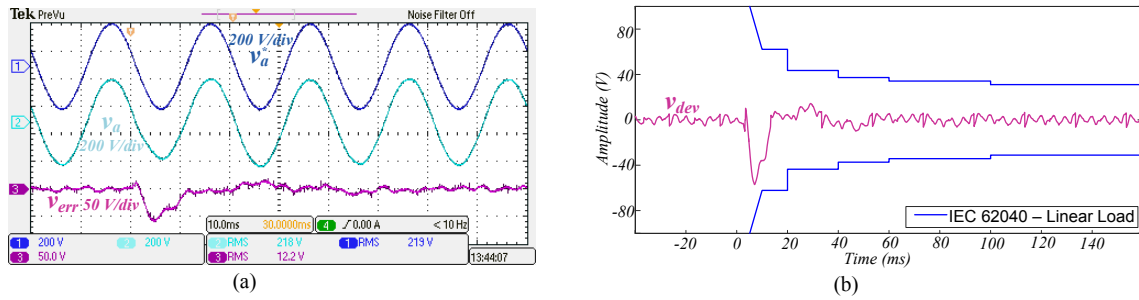 Tek PreVu Noise Filter Off
T
200 V/div
v*a
1
va
200 V/div
2
3
verr 50 V/div
10.0ms 30.0000ms 4 0.00 A < 10 Hz
1 200 V 2 200 V 2 RMS 218 V 1 RMS 219 V
3 50.0 V 3 RMS 12.2 V 13:44:07
(a)
80
40
0
-40
-80
Amplitude (V)
vdev
IEC 62040 – Linear Load
-20 0 20 40 60 80 100 120 140
Time (ms)
(b)